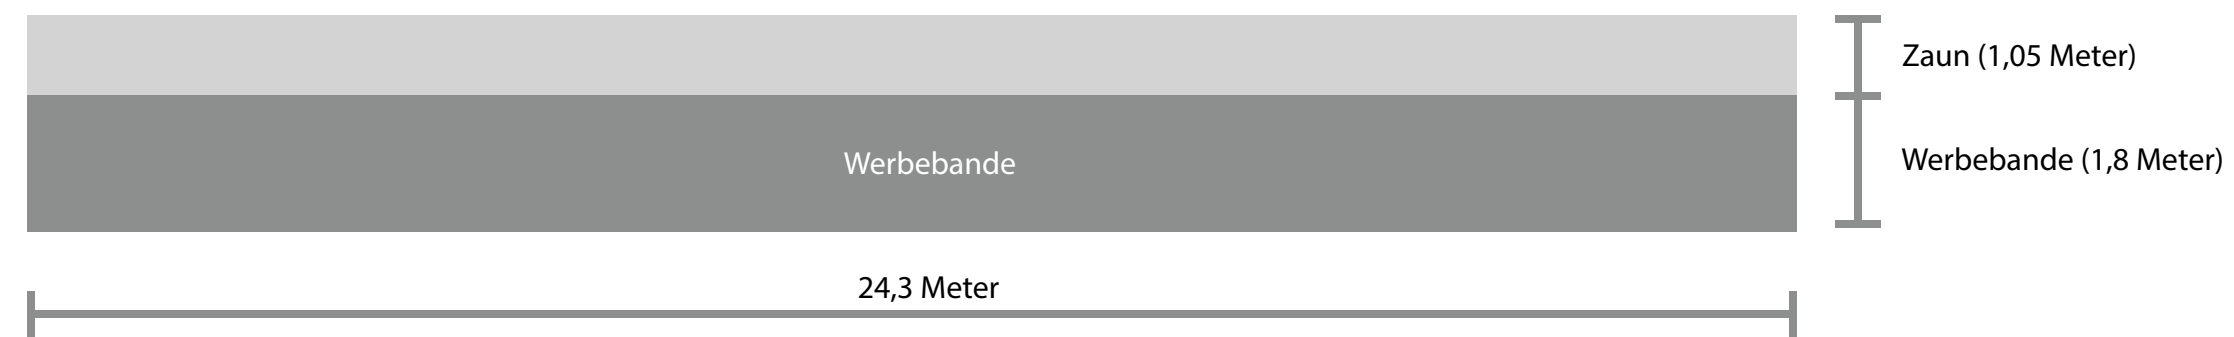 Zaun (1,05 Meter)
Werbebande
Werbebande (1,8 Meter)
24,3 Meter